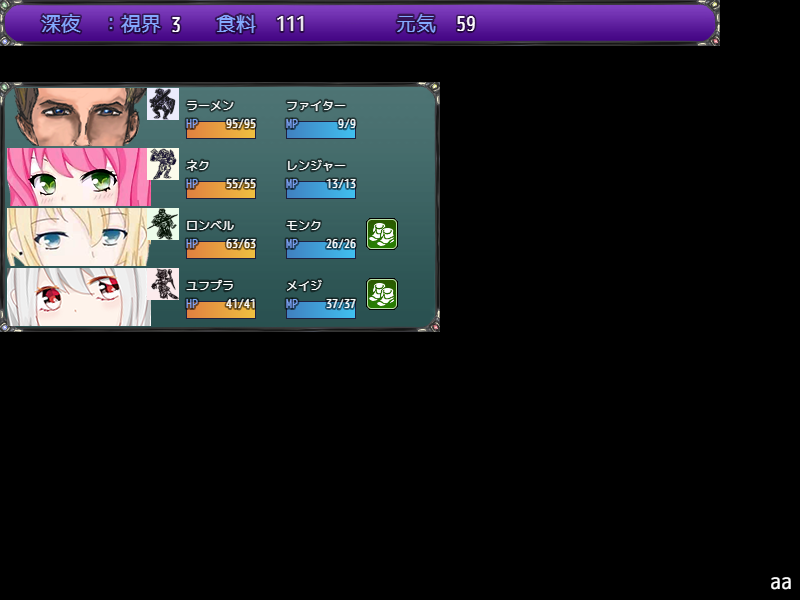 深夜 ：視界 3 食料 111 元気 59
ラーメン ファイター
HP 95/95 MP 9/9
ネク レンジャー
HP 55/55 MP 13/13
ロンベル モンク
HP 63/63 MP 26/26
ユフプラ メイジ
HP 41/41 MP 37/37
aa